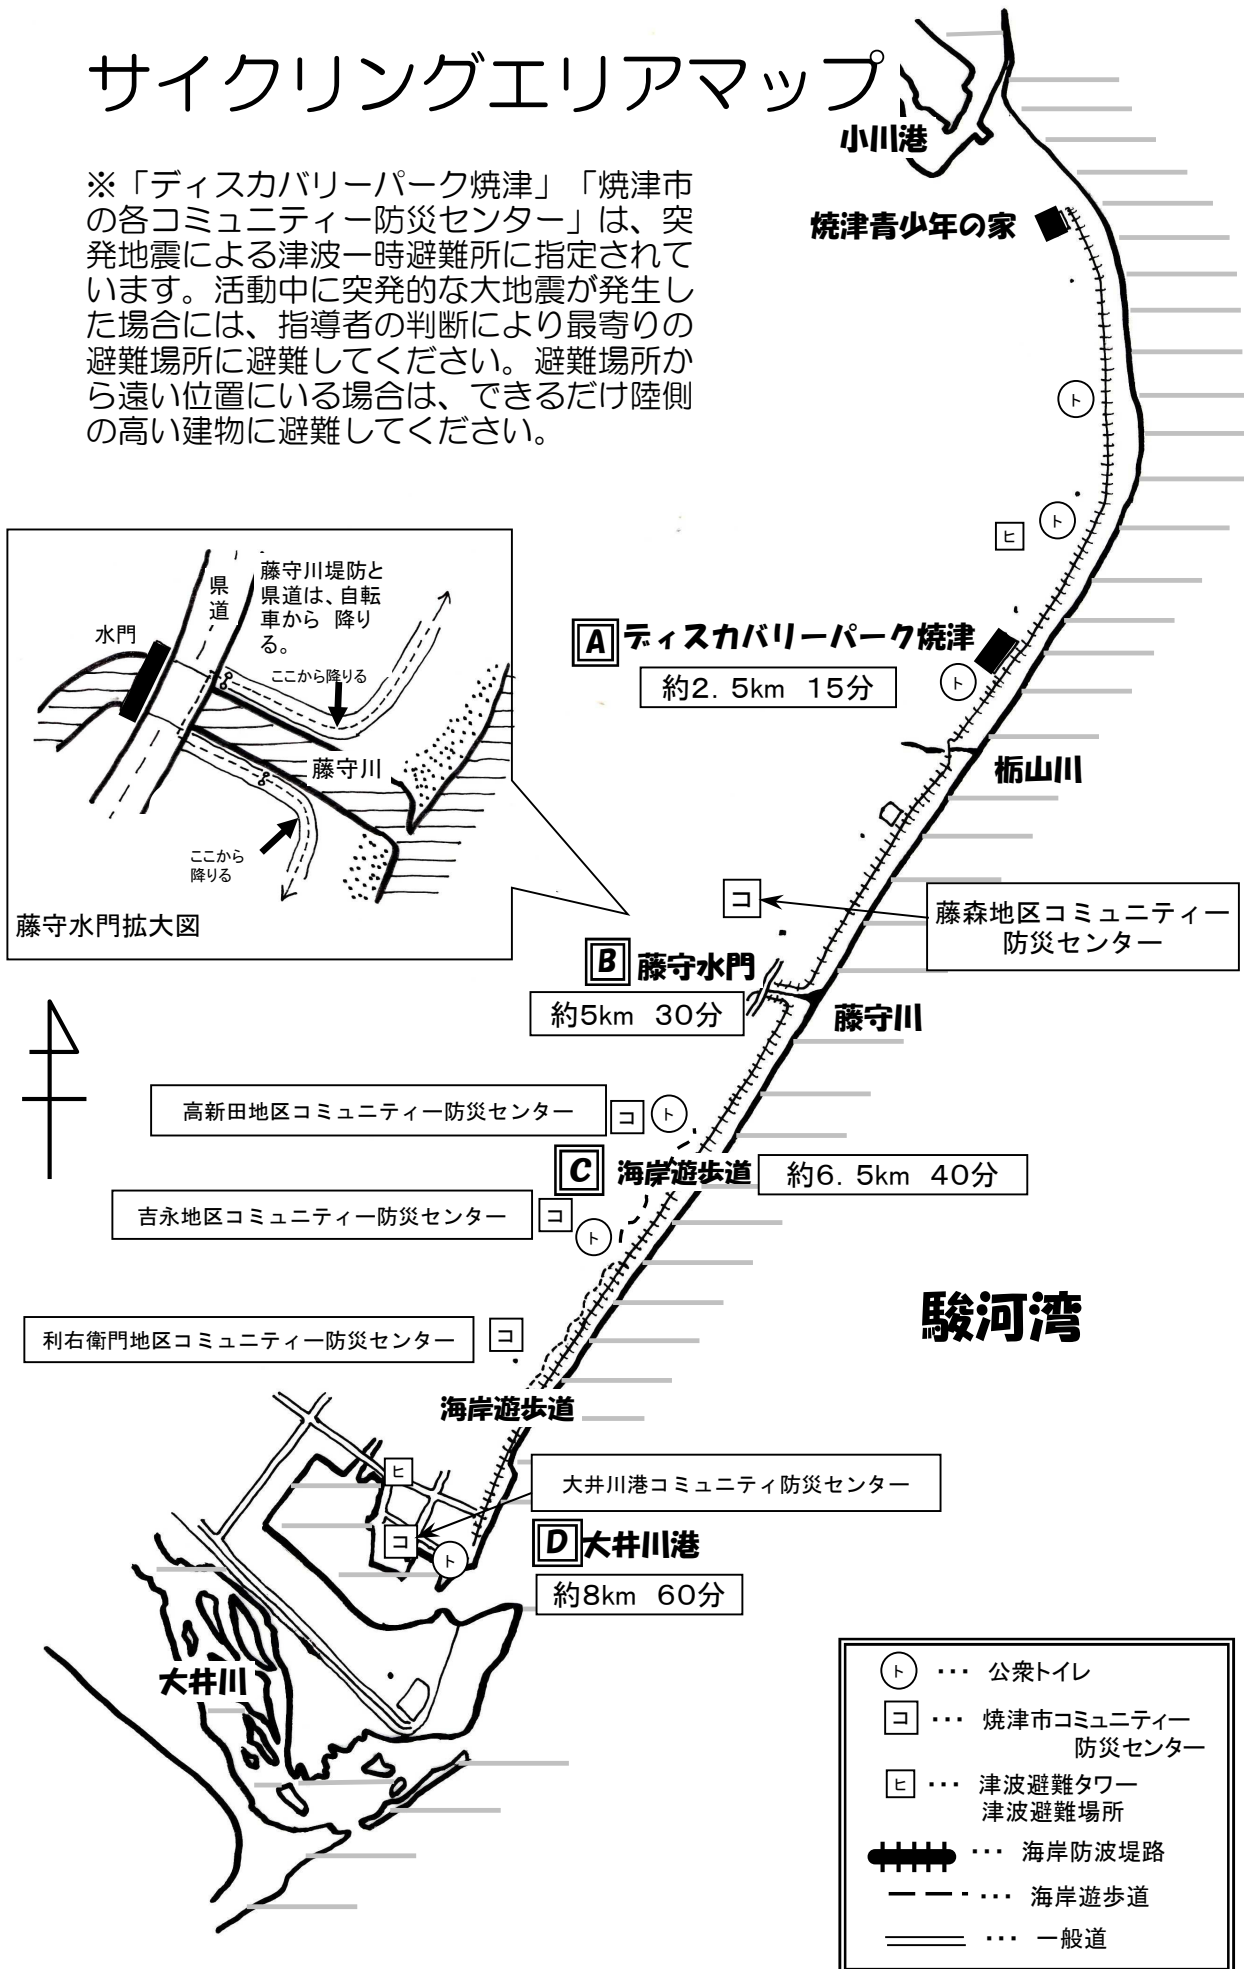 サイクリングエリアマップ
※「ディスカバリーパーク焼津」「焼津市
の各コミュニティー防災センター」は、突
発地震による津波一時避難所に指定されて
います。活動中に突発的な大地震が発生し
た場合には、指導者の判断により最寄りの
避難場所に避難してください。避難場所か
ら遠い位置にいる場合は、できるだけ陸側
の高い建物に避難してください。
小川港
焼津青少年の家
ト
ト
ヒ
A ディスカバリーパーク焼津
約2.5km 15分
ト
栃山川
県道
藤守川堤防と
県道は、自転
車から 降り
る。
水門
ここから降りる
藤守川
ここから
降りる
藤守水門拡大図
コ
藤森地区コミュニティー
防災センター
B 藤守水門
約5km 30分
藤守川
高新田地区コミュニティー防災センター
コ
ト
C 海岸遊歩道
約6.5km 40分
吉永地区コミュニティー防災センター
コ
ト
駿河湾
利右衛門地区コミュニティー防災センター
コ
海岸遊歩道
ヒ
大井川港コミュニティ防災センター
コ
ト
D 大井川港
約8km 60分
大井川
ト ・・・ 公衆トイレ
コ ・・・ 焼津市コミュニティー
防災センター
ヒ ・・・ 津波避難タワー
津波避難場所
・・・ 海岸防波堤路
・・・ 海岸遊歩道
・・・ 一般道